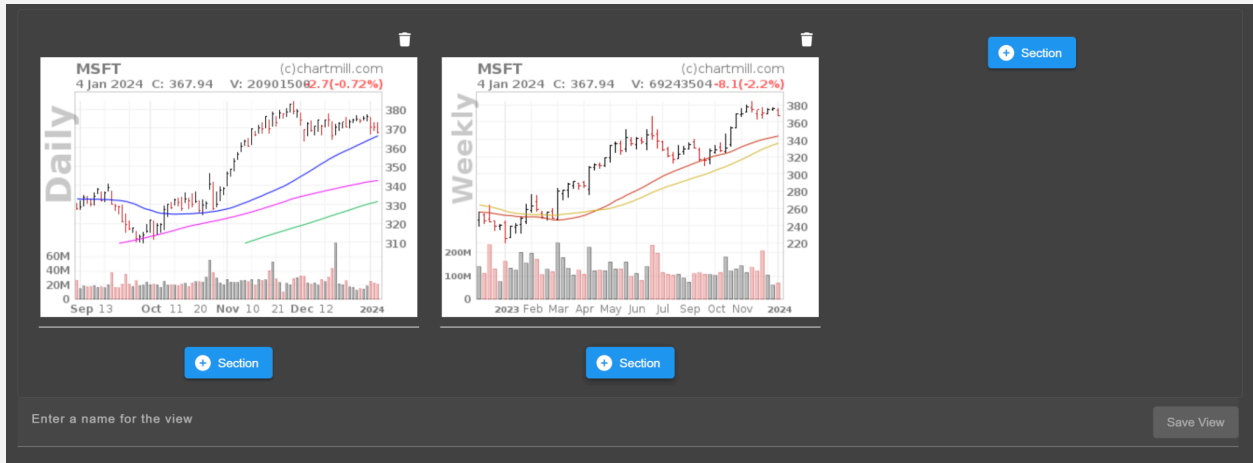 Section
MSFT (c)chartmill.com
4 Jan 2024 C: 367.94 V: 20901500 -2.7(-0.72%)
Daily
380
370
360
350
340
330
320
310
60M
40M
20M
0
Sep 13 Oct 11 20 Nov 10 21 Dec 12 2024
MSFT (c)chartmill.com
4 Jan 2024 C: 367.94 V: 69243504 -8.1(-2.2%)
Weekly
380
360
340
320
300
280
260
240
220
200M
100M
0
2023 Feb Mar Apr May Jun Jul Sep Oct Nov 2024
Section
Section
Enter a name for the view
Save View